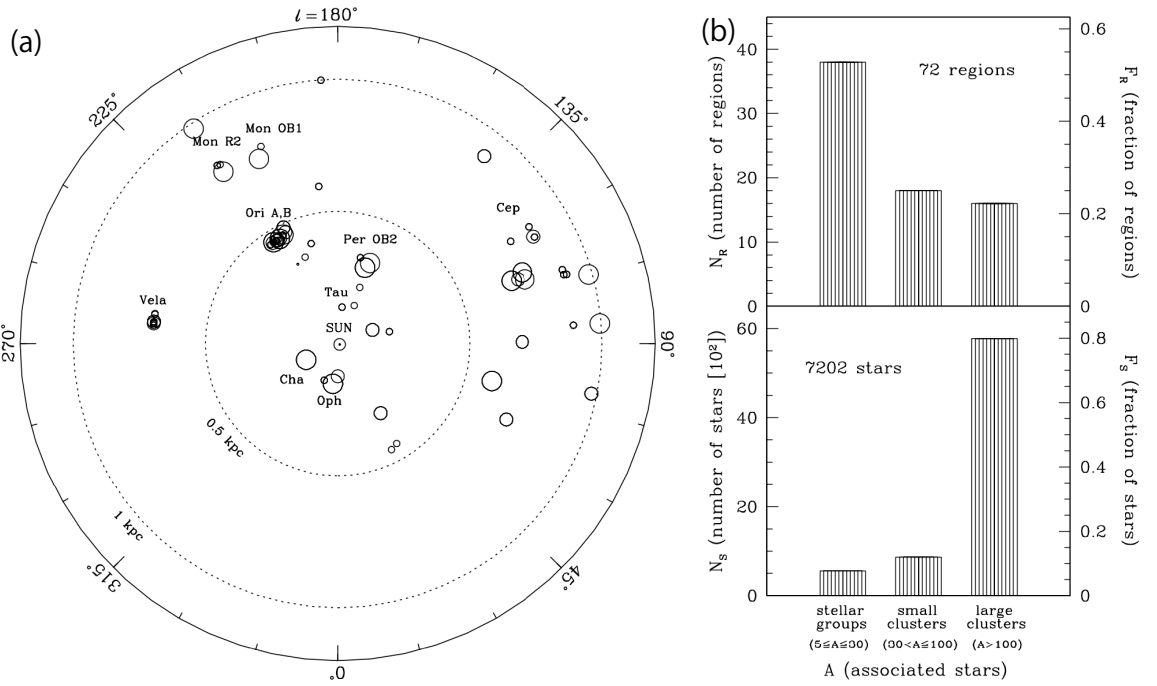 (a)
ℓ=180°
225°
135°
Mon OB1
Mon R2
Cep
Ori A,B
Per OB2
Vela
Tau
270°
SUN
90°
Cha
Oph
0.5 kpc
1 kpc
315°
45°
0°
(b)
72 regions
N_R (number of regions)
40
30
20
10
0
F_R (fraction of regions)
0.6
0.4
0.2
0
7202 stars
N_S (number of stars [10²])
60
40
20
0
F_S (fraction of stars)
0.8
0.6
0.4
0.2
0
stellar groups
(5≤A≤30)
small clusters
(30<A≤100)
large clusters
(A>100)
A (associated stars)